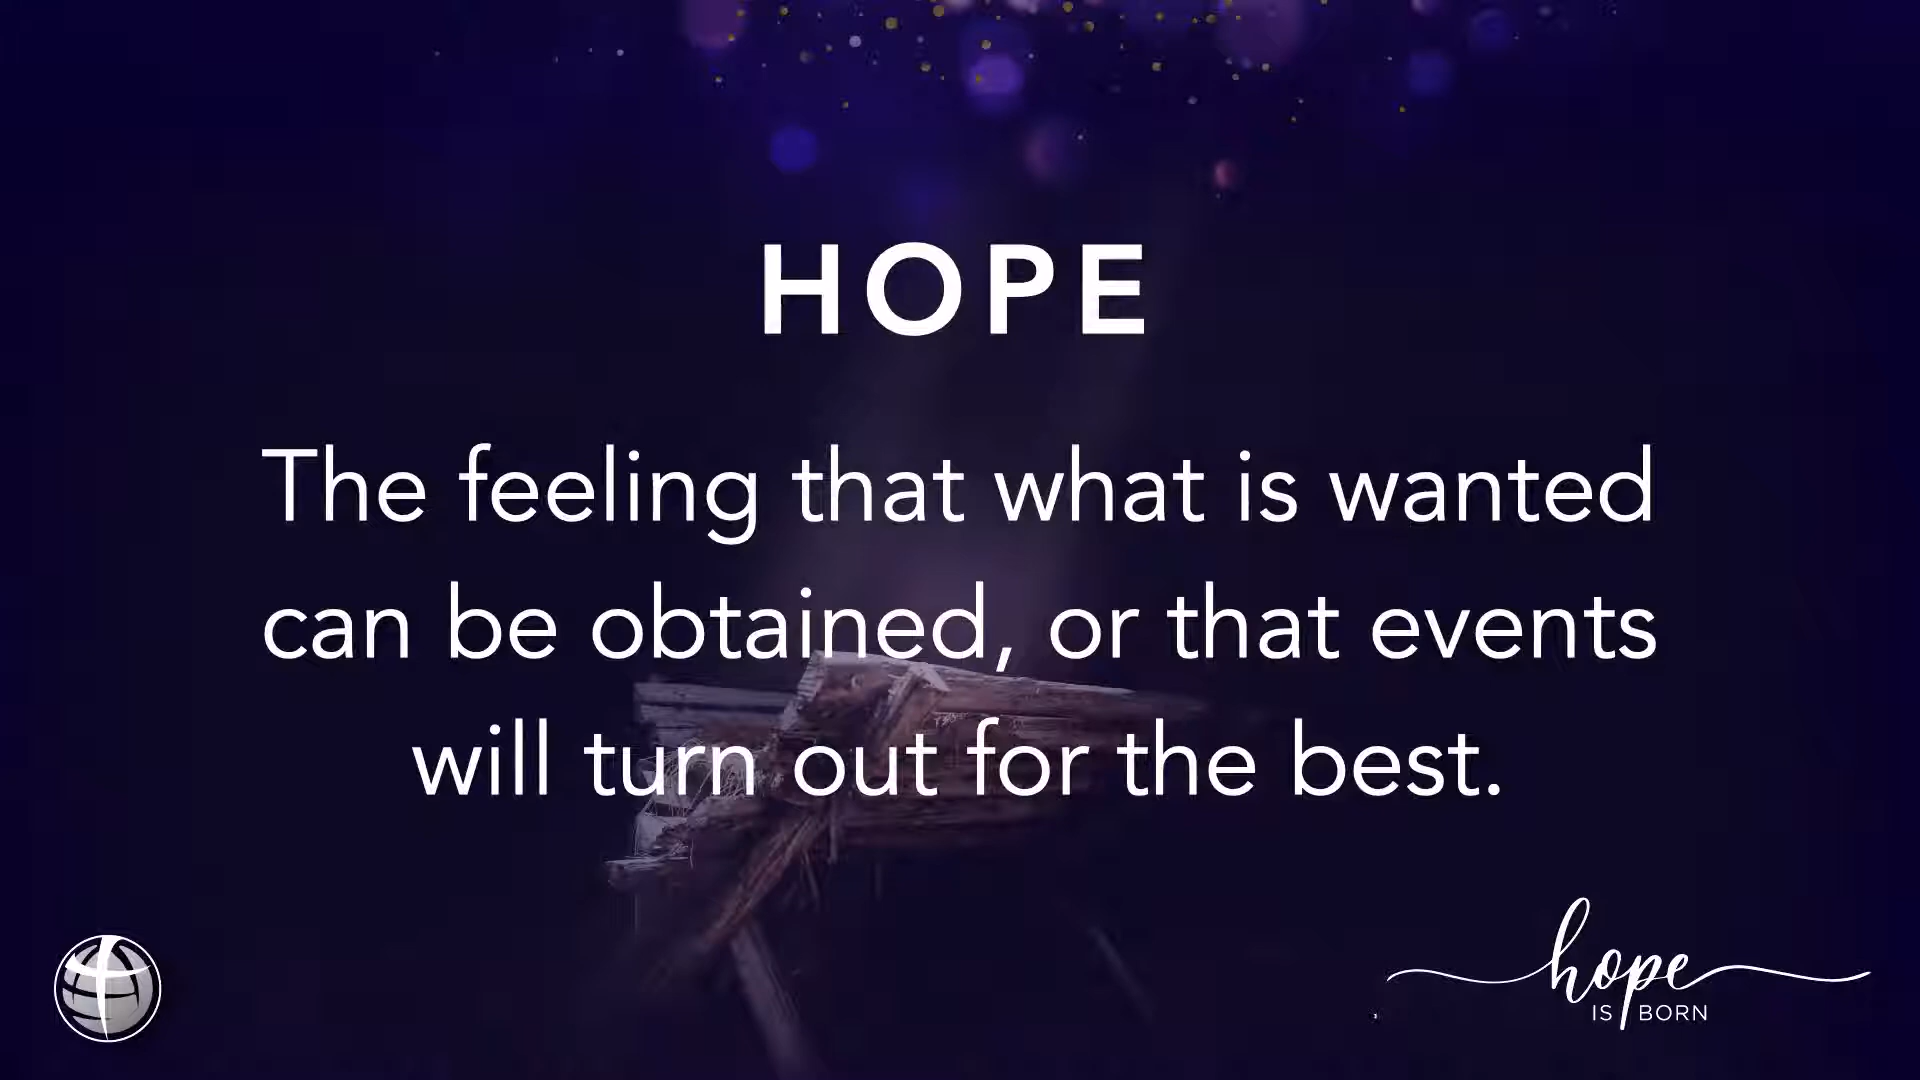 HOPE
The feeling that what is wanted
can be obtained, or that events
will turn out for the best.
hope
IS BORN